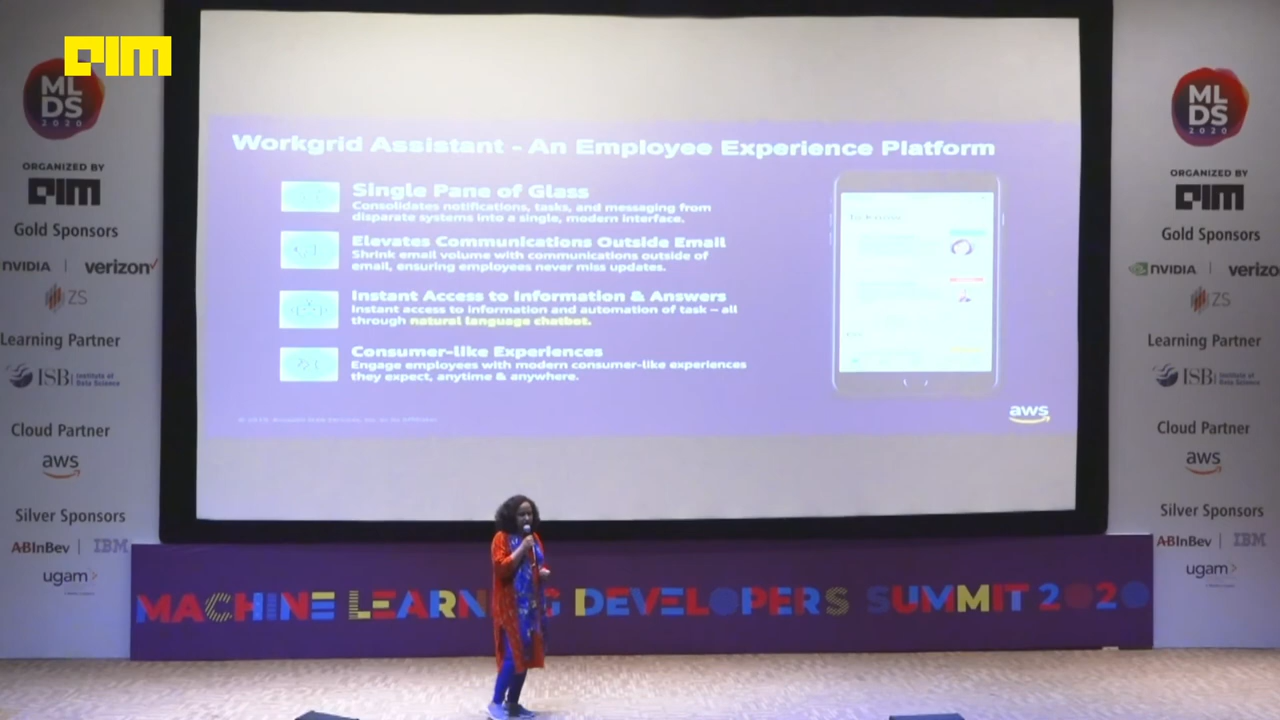 AIM
ML
DS
2020
ORGANIZED BY
AIM
Gold Sponsors
NVIDIA | verizon
ZS
Learning Partner
ISB | Institute of
Data Science
Cloud Partner
aws
Silver Sponsors
ABInBev | IBM
ugam
Workgrid Assistant - An Employee Experience Platform
Single Pane of Glass
Consolidates notifications, tasks, and messaging from
disparate systems into a single, modern interface.
Elevates Communications Outside Email
Shrink email volume with communications outside of
email, ensuring employees never miss updates.
Instant Access to Information & Answers
Instant access to information and automation of task – all
through natural language chatbot.
Consumer-like Experiences
Engage employees with modern consumer-like experiences
they expect, anytime & anywhere.
aws
MACHINE LEARN G DEVELOPERS SUMMIT 2020
ML
DS
2020
ORGANIZED BY
AIM
Gold Sponsors
NVIDIA | verizo
ZS
Learning Partner
ISB | Institute of
Data Science
Cloud Partner
aws
Silver Sponsors
ABInBev | IBM
ugam